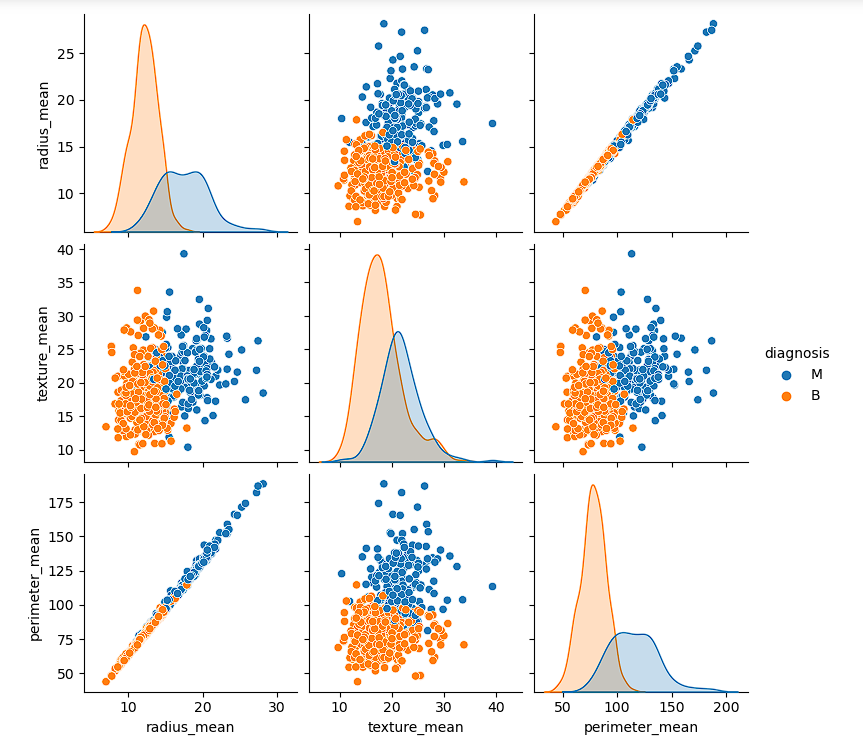 radius_mean
25
20
15
10
texture_mean
40
35
30
25
20
15
10
diagnosis
M
B
perimeter_mean
175
150
125
100
75
50
10 20 30
10 20 30 40
50 100 150 200
radius_mean texture_mean perimeter_mean